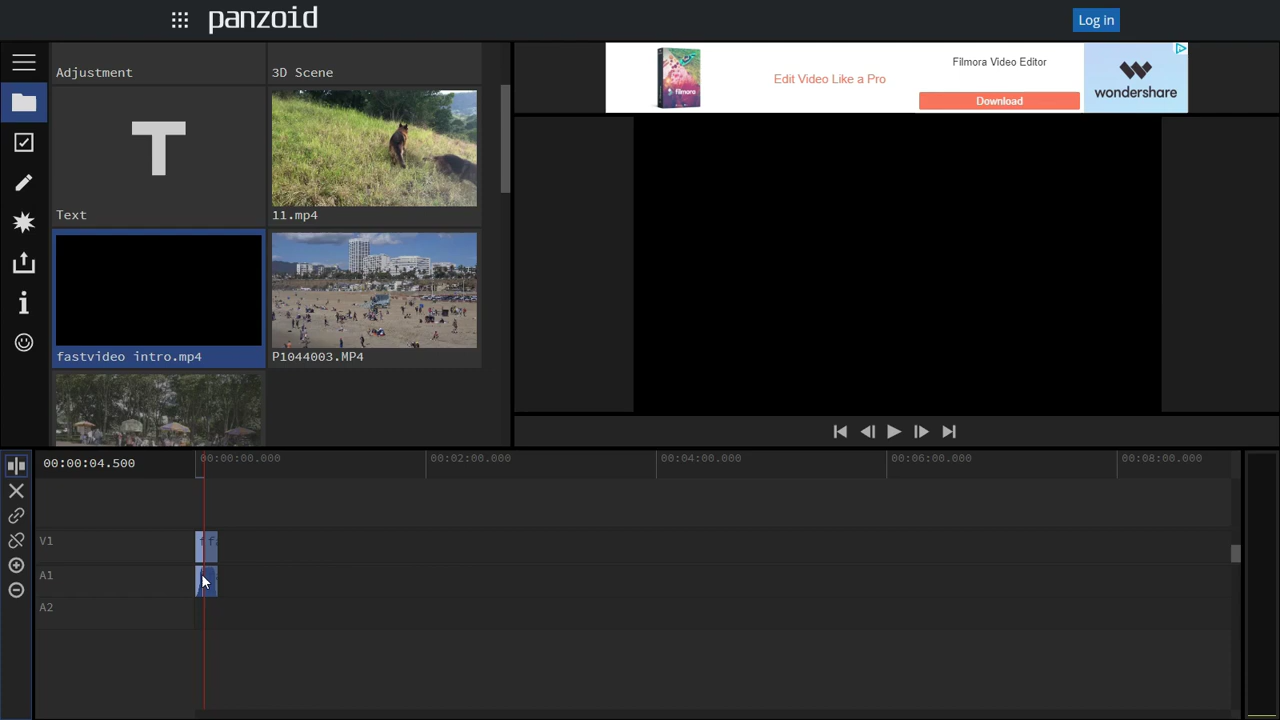 panzoid
Log in
Adjustment
3D Scene
Filmora Video Editor
Edit Video Like a Pro
Download
filmora
wondershare
T
Text
11.mp4
fastvideo intro.mp4
P1044003.MP4
00:00:04.500
00:00:00.000
00:02:00.000
00:04:00.000
00:06:00.000
00:08:00.000
V1
A1
A2